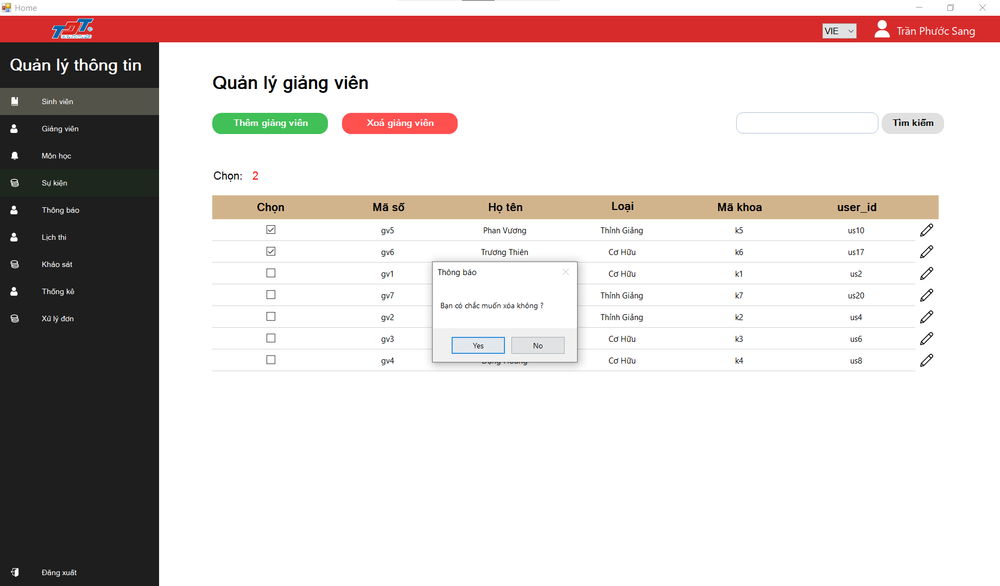 Home
VIE
Trần Phước Sang
Quản lý thông tin
Sinh viên
Giảng viên
Môn học
Sự kiện
Thông báo
Lịch thi
Khảo sát
Thống kê
Xử lý đơn
Đăng xuất
Quản lý giảng viên
Thêm giảng viên Xoá giảng viên Tìm kiếm
Chọn: 2
Chọn Mã số Họ tên Loại Mã khoa user_id
gv5 Phan Vương Thỉnh Giảng k5 us10
gv6 Trương Thiên Cơ Hữu k6 us17
gv1 Cơ Hữu k1 us2
gv7 Thỉnh Giảng k7 us20
gv2 Thỉnh Giảng k2 us4
gv3 Cơ Hữu k3 us6
gv4 Cơ Hữu k4 us8
Thông báo
Bạn có chắc muốn xóa không ?
Yes No